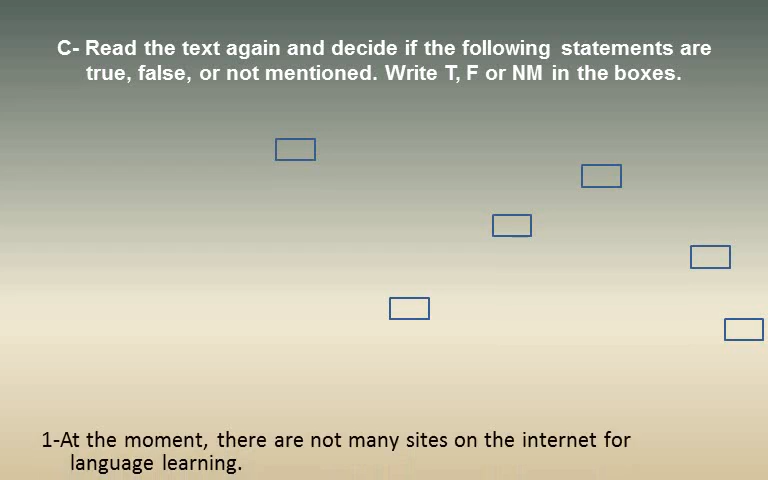 C- Read the text again and decide if the following statements are
true, false, or not mentioned. Write T, F or NM in the boxes.
1-At the moment, there are not many sites on the internet for
language learning.